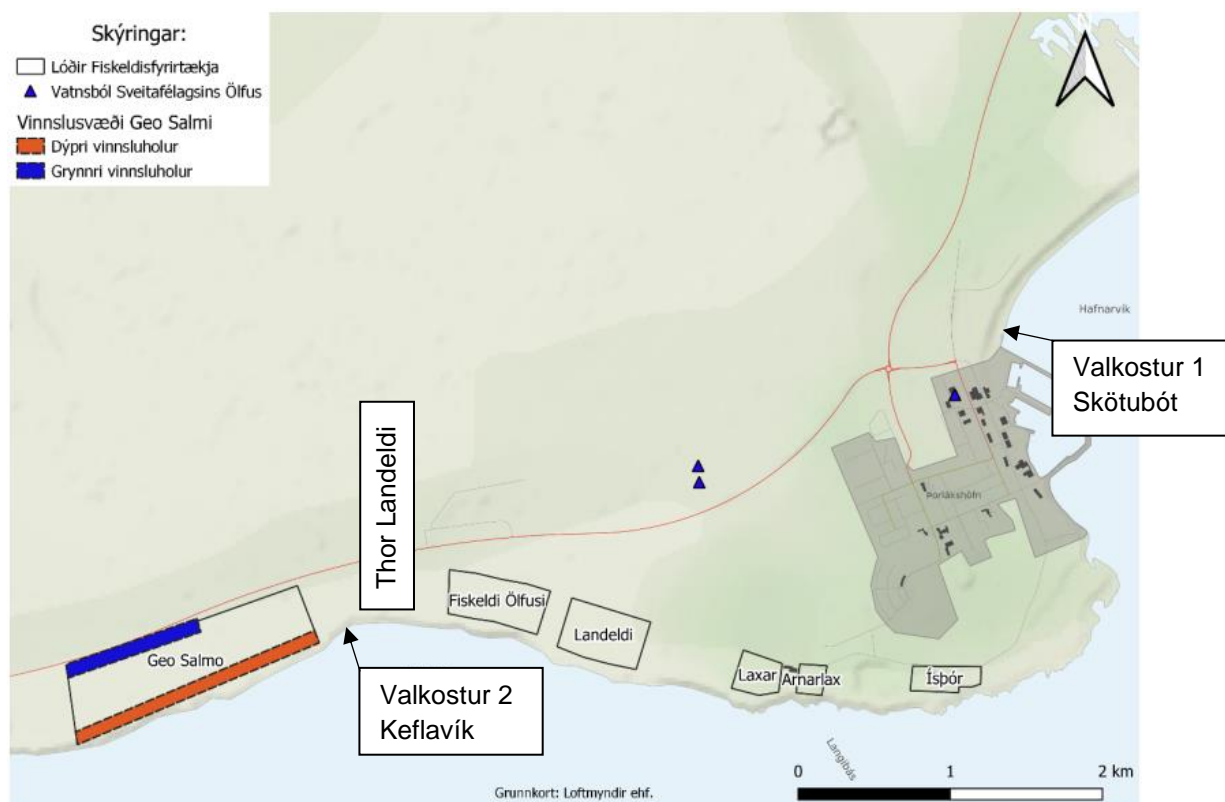 Skýringar:
Lóðir Fiskeldisfyrirtækja
Vatnsból Sveitafélagsins Ölfus
Vinnslusvæði Geo Salmi
Dýpri vinnsluholur
Grynnri vinnsluholur
Hafnarvík
Valkostur 1
Skötubót
Thor Landeldi
Þorlákshöfn
Fiskeldi Ölfusi
Landeldi
Geo Salmo
Laxar
Arnarlax
Ísþór
Valkostur 2
Keflavík
Langibás
0 1 2 km
Grunnkort: Loftmyndir ehf.